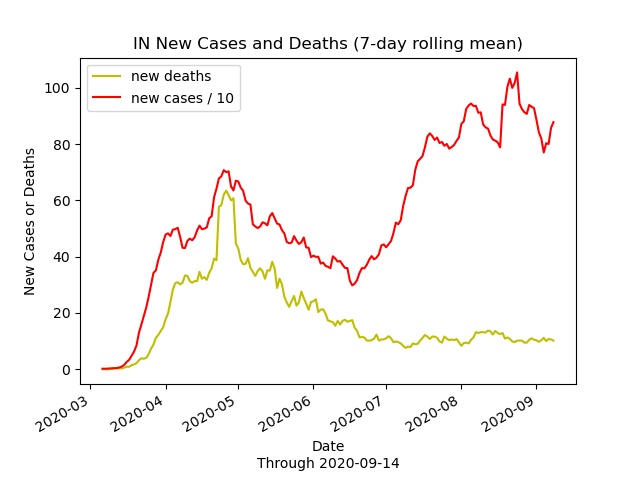 IN New Cases and Deaths (7-day rolling mean)
new deaths
new cases / 10
New Cases or Deaths
100
80
60
40
20
0
2020-03
2020-04
2020-05
2020-06
2020-07
2020-08
2020-09
Date
Through 2020-09-14